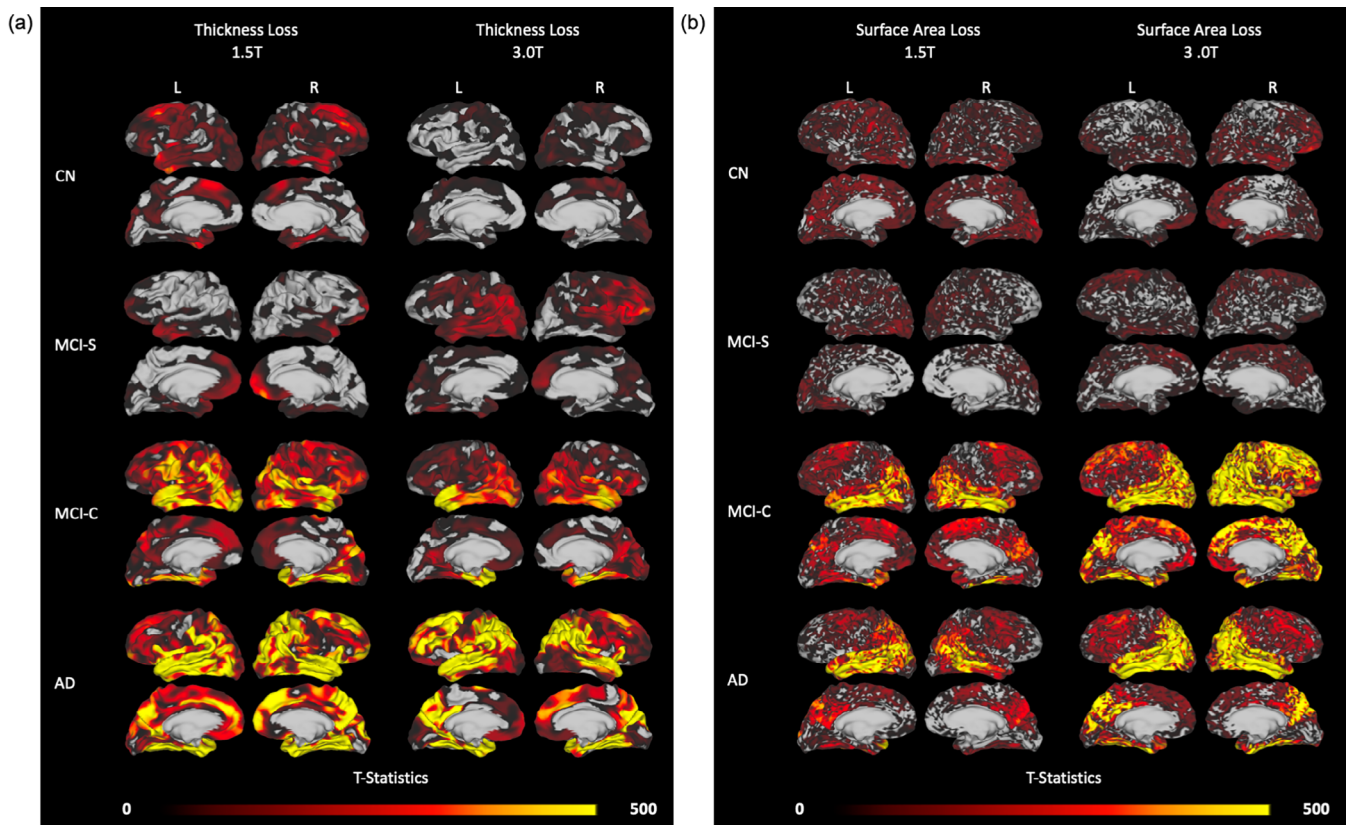 (a)
Thickness Loss
1.5T
Thickness Loss
3.0T
L
R
L
R
CN
MCI-S
MCI-C
AD
T-Statistics
0
500
(b)
Surface Area Loss
1.5T
Surface Area Loss
3 .0T
L
R
L
R
CN
MCI-S
MCI-C
AD
T-Statistics
0
500